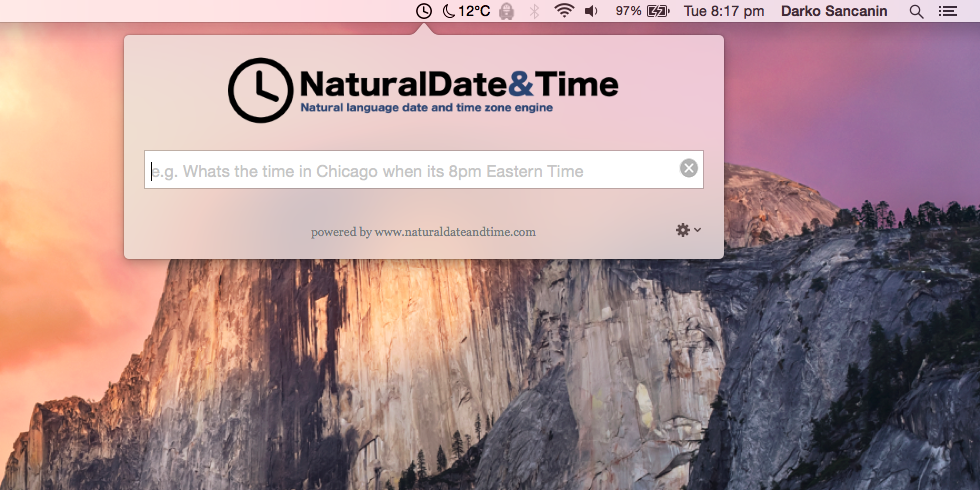 12°C 97% Tue 8:17 pm Darko Sancanin
NaturalDate&Time
Natural language date and time zone engine
e.g. Whats the time in Chicago when its 8pm Eastern Time
powered by www.naturaldateandtime.com